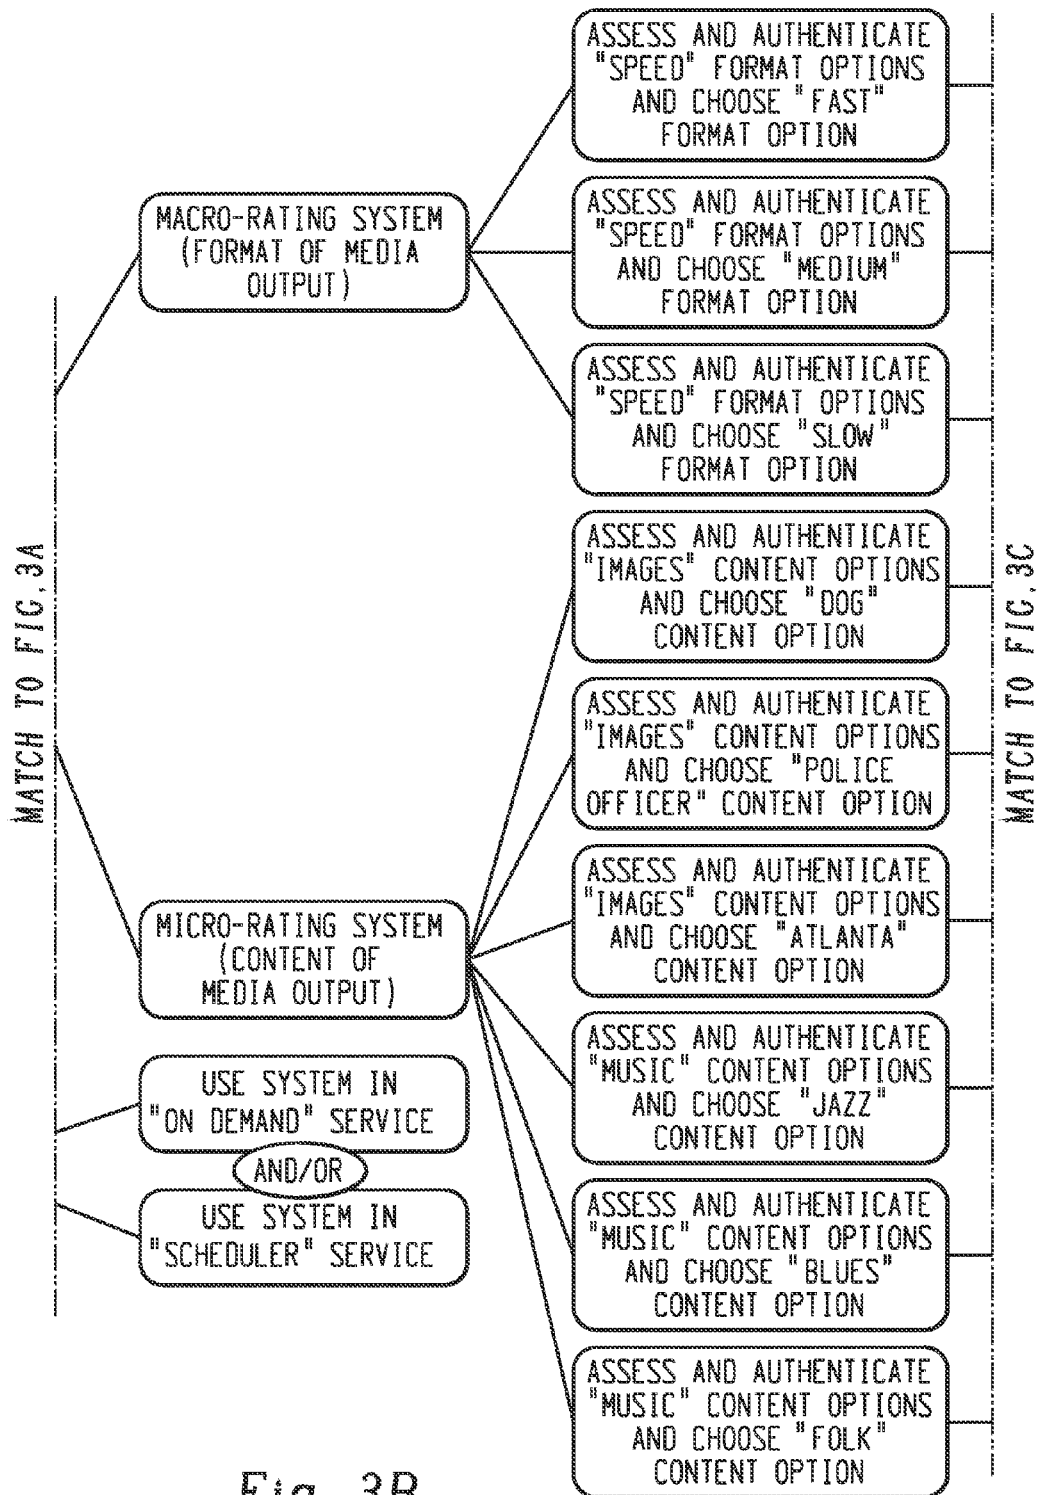 ASSESS AND AUTHENTICATE
"SPEED" FORMAT OPTIONS
AND CHOOSE "FAST"
FORMAT OPTION
ASSESS AND AUTHENTICATE
"SPEED" FORMAT OPTIONS
AND CHOOSE "MEDIUM"
FORMAT OPTION
MACRO-RATING SYSTEM
(FORMAT OF MEDIA
OUTPUT)
ASSESS AND AUTHENTICATE
"SPEED" FORMAT OPTIONS
AND CHOOSE "SLOW"
FORMAT OPTION
MATCH TO FIG.3A
ASSESS AND AUTHENTICATE
"IMAGES" CONTENT OPTIONS
AND CHOOSE "DOG"
CONTENT OPTION
MATCH TO FIG.3C
ASSESS AND AUTHENTICATE
"IMAGES" CONTENT OPTIONS
AND CHOOSE "POLICE
OFFICER" CONTENT OPTION
ASSESS AND AUTHENTICATE
"IMAGES" CONTENT OPTIONS
AND CHOOSE "ATLANTA"
CONTENT OPTION
MICRO-RATING SYSTEM
(CONTENT OF
MEDIA OUTPUT)
ASSESS AND AUTHENTICATE
"MUSIC" CONTENT OPTIONS
AND CHOOSE "JAZZ"
CONTENT OPTION
USE SYSTEM IN
"ON DEMAND" SERVICE
AND/OR
USE SYSTEM IN
"SCHEDULER" SERVICE
ASSESS AND AUTHENTICATE
"MUSIC" CONTENT OPTIONS
AND CHOOSE "BLUES"
CONTENT OPTION
ASSESS AND AUTHENTICATE
"MUSIC" CONTENT OPTIONS
AND CHOOSE "FOLK"
CONTENT OPTION
Fig. 3B